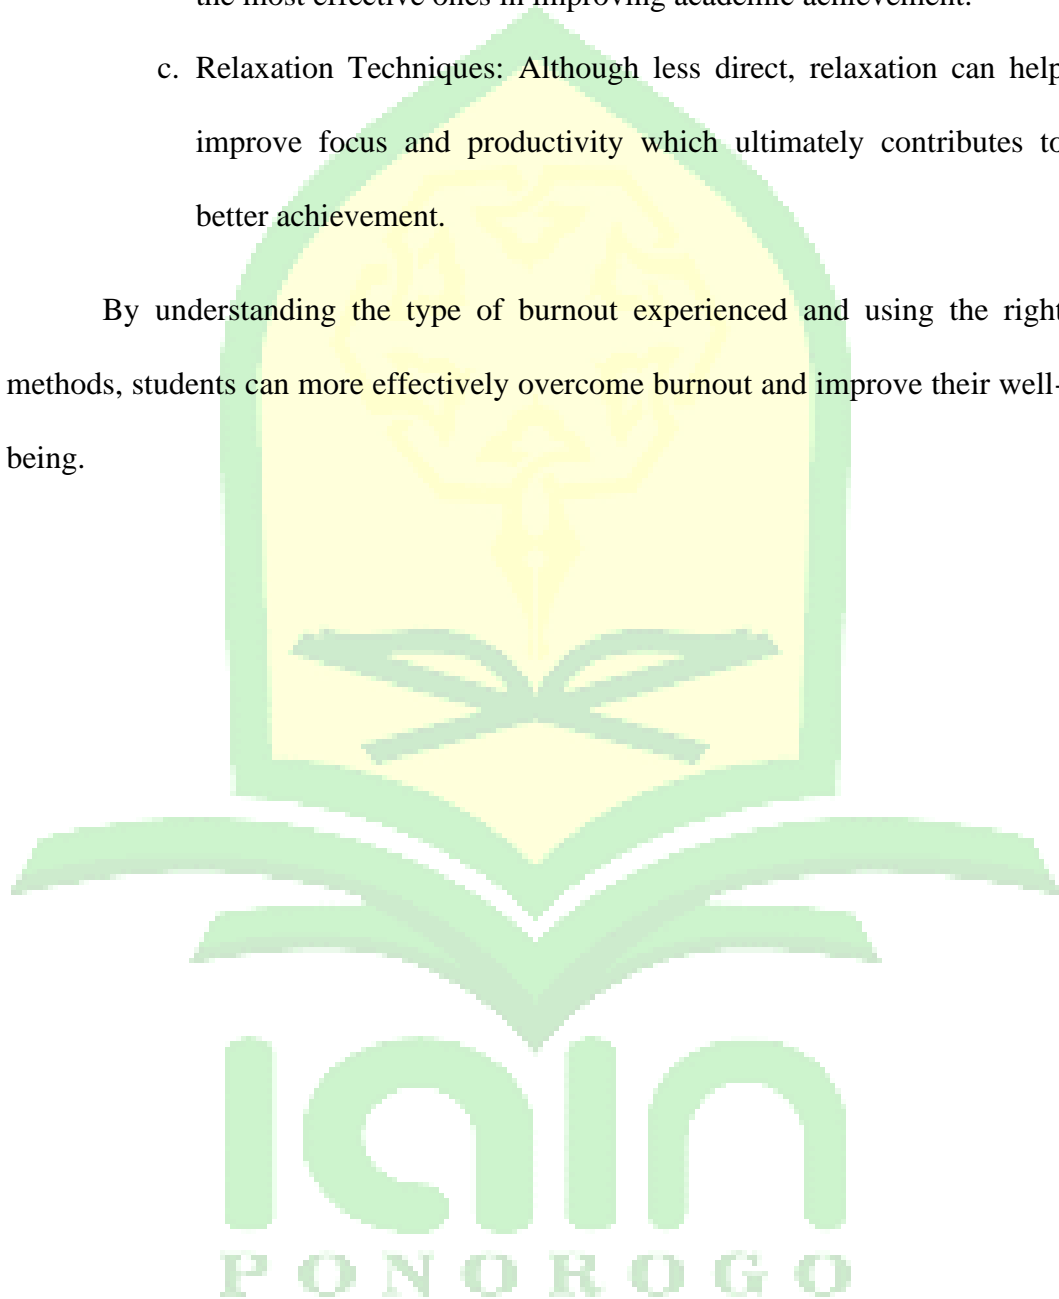 the most effective ones in improving academic achievement.
c. Relaxation Techniques: Although less direct, relaxation can help
improve focus and productivity which ultimately contributes to
better achievement.
By understanding the type of burnout experienced and using the right
methods, students can more effectively overcome burnout and improve their well-
being.
iain
PONOROGO